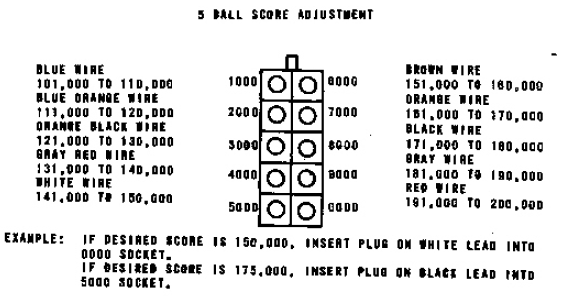 5 BALL SCORE ADJUSTMENT
BLUE WIRE
101,000 TO 110,000
BLUE ORANGE WIRE
111,000 TO 120,000
ORANGE BLACK WIRE
121,000 TO 130,000
GRAY RED WIRE
131,000 TO 140,000
WHITE WIRE
141,000 TO 150,000
1000 6000
2000 7000
3000 8000
4000 9000
5000 0000
BROWN WIRE
151,000 TO 160,000
ORANGE WIRE
161,000 TO 170,000
BLACK WIRE
171,000 TO 180,000
GRAY WIRE
181,000 TO 190,000
RED WIRE
191,000 TO 200,000
EXAMPLE: IF DESIRED SCORE IS 150,000, INSERT PLUG ON WHITE LEAD INTO
0000 SOCKET.
IF DESIRED SCORE IS 175,000, INSERT PLUG ON BLACK LEAD INTO
5000 SOCKET.